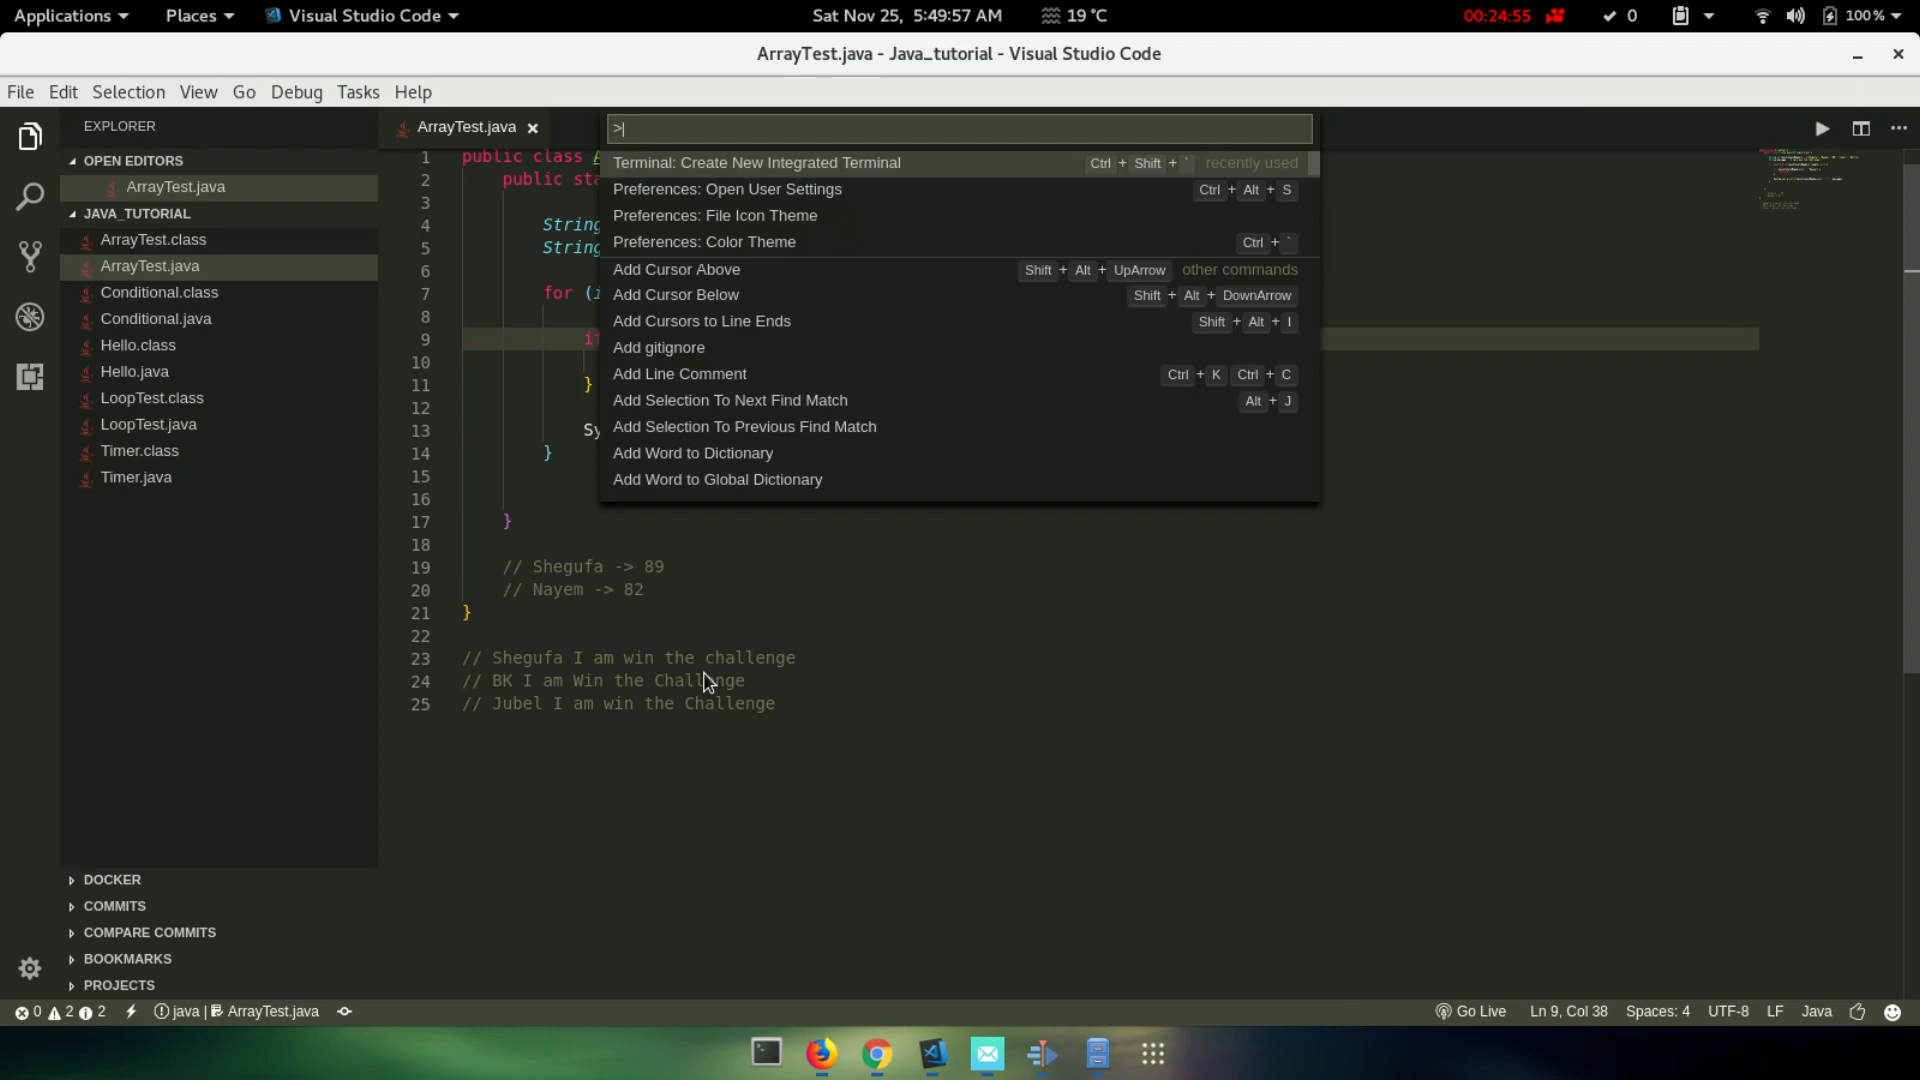 Applications Places Visual Studio Code Sat Nov 25, 5:49:57 AM 19 °C 00:24:55 0 100%
ArrayTest.java - Java_tutorial - Visual Studio Code
File Edit Selection View Go Debug Tasks Help
EXPLORER
OPEN EDITORS
ArrayTest.java
JAVA_TUTORIAL
ArrayTest.class
ArrayTest.java
Conditional.class
Conditional.java
Hello.class
Hello.java
LoopTest.class
LoopTest.java
Timer.class
Timer.java
DOCKER
COMMITS
COMPARE COMMITS
BOOKMARKS
PROJECTS
ArrayTest.java
>
Terminal: Create New Integrated Terminal Ctrl + Shift + ` recently used
Preferences: Open User Settings Ctrl + Alt + S
Preferences: File Icon Theme
Preferences: Color Theme Ctrl + `
Add Cursor Above Shift + Alt + UpArrow other commands
Add Cursor Below Shift + Alt + DownArrow
Add Cursors to Line Ends Shift + Alt + I
Add gitignore
Add Line Comment Ctrl + K Ctrl + C
Add Selection To Next Find Match Alt + J
Add Selection To Previous Find Match
Add Word to Dictionary
Add Word to Global Dictionary
1 public class
2 public sta
3
4 String
5 String
6
7 for (i
8
9 if
10
11 }
12
13 Sy
14 }
15
16
17 }
18
19 // Shegufa -> 89
20 // Nayem -> 82
21 }
22
23 // Shegufa I am win the challenge
24 // BK I am Win the Challenge
25 // Jubel I am win the Challenge
0 2 2 java | ArrayTest.java Go Live Ln 9, Col 38 Spaces: 4 UTF-8 LF Java